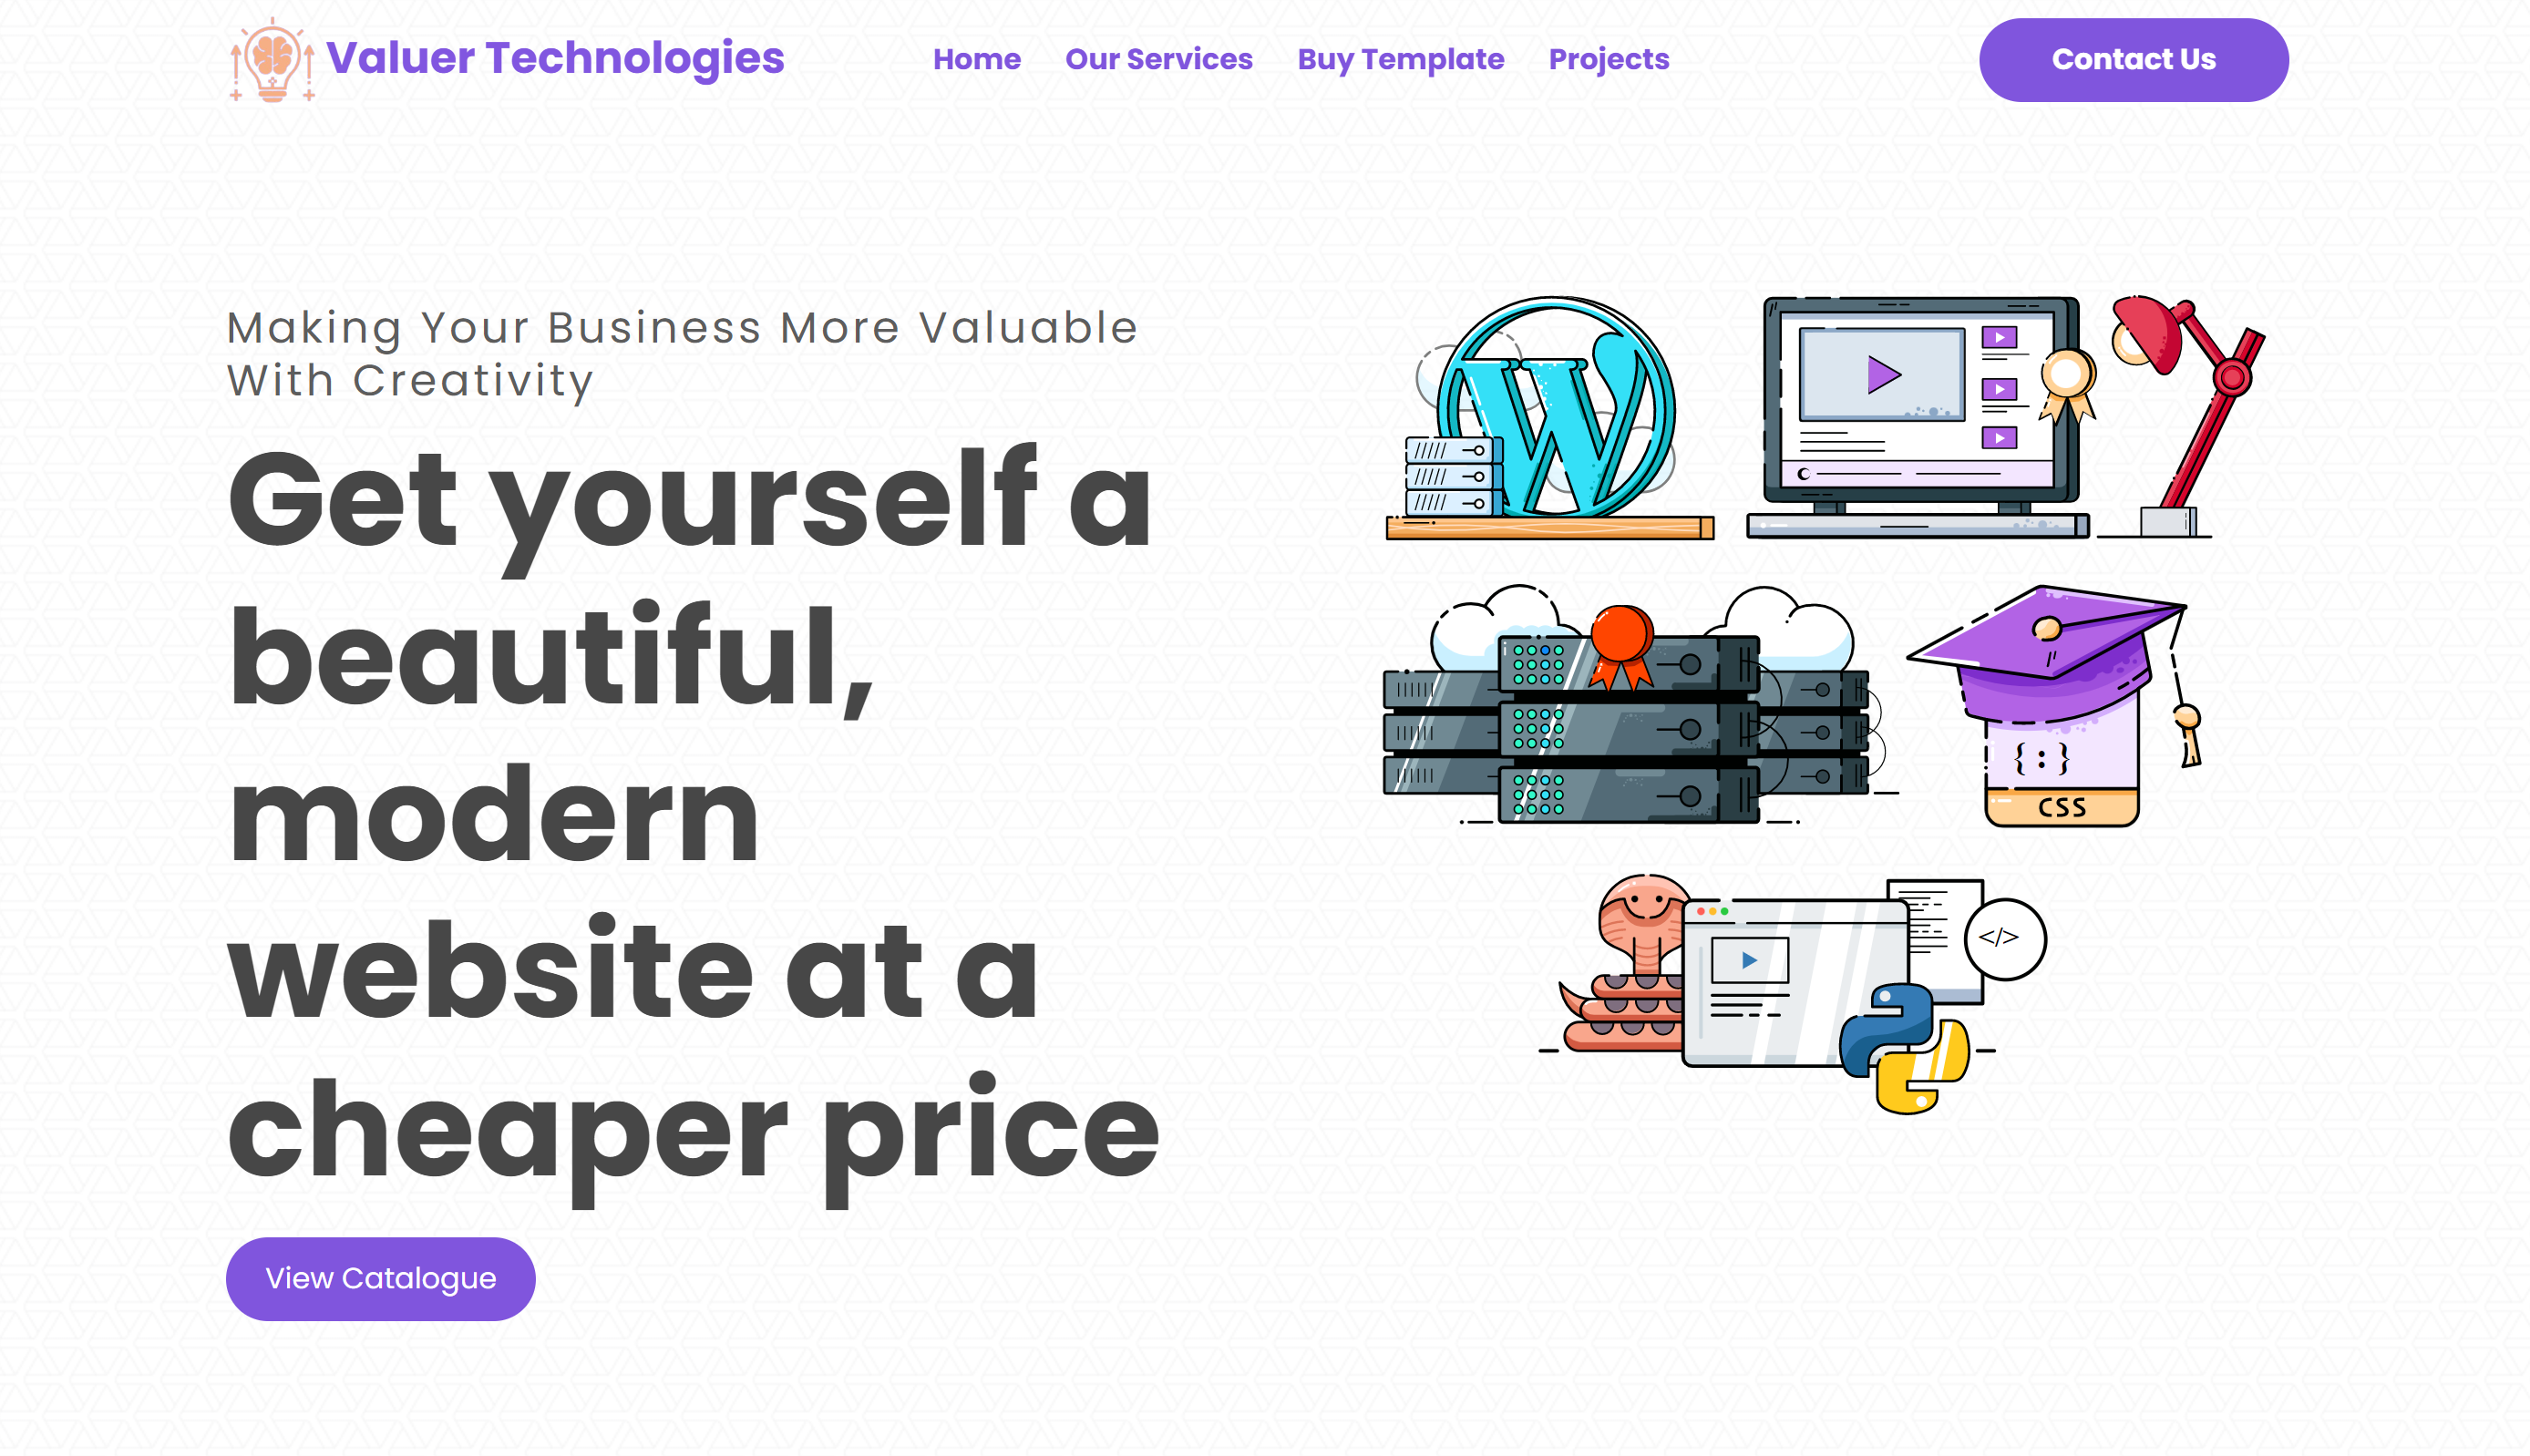 Valuer Technologies
Home
Our Services
Buy Template
Projects
Contact Us
Making Your Business More Valuable
With Creativity
Get yourself a
beautiful,
modern
website at a
cheaper price
View Catalogue
W
{ : }
CSS
</>